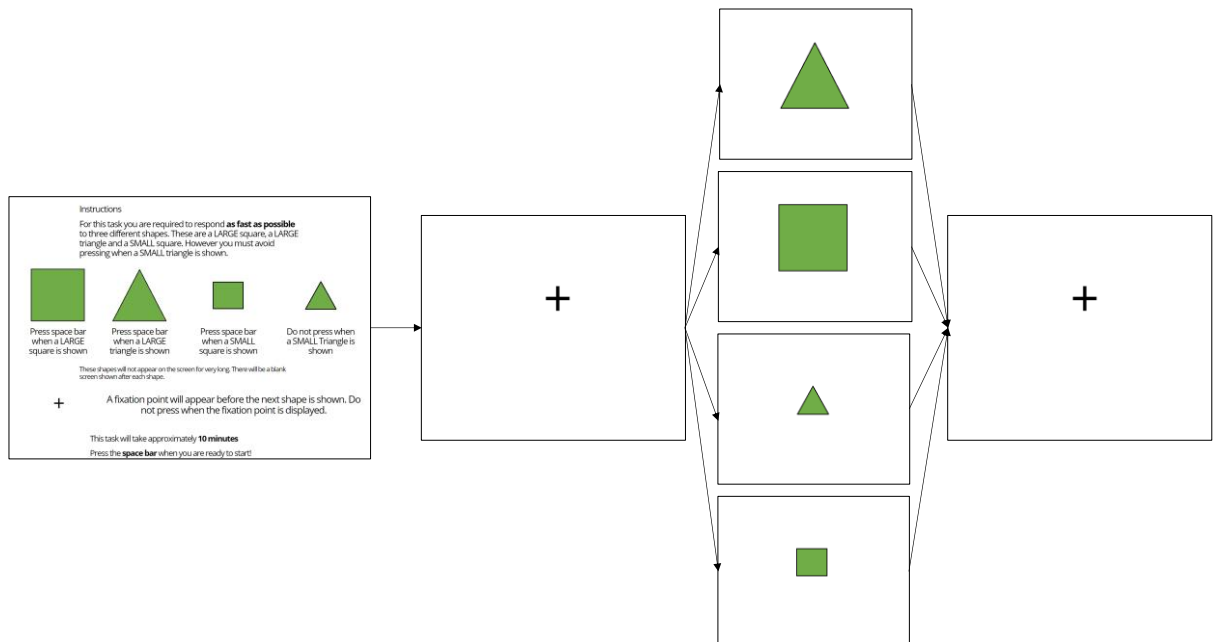 Instructions
For this task you are required to respond as fast as possible
to three different shapes. These are a LARGE square, a LARGE
triangle and a SMALL square. However you must avoid
pressing when a SMALL triangle is shown.
Press space bar
when a LARGE
square is shown
Press space bar
when a LARGE
triangle is shown
Press space bar
when a SMALL
square is shown
Do not press when
a SMALL Triangle is
shown
These shapes will not appear on the screen for very long. There will be a blank
screen shown after each shape.
A fixation point will appear before the next shape is shown. Do
not press when the fixation point is displayed.
This task will take approximately 10 minutes
Press the space bar when you are ready to start!